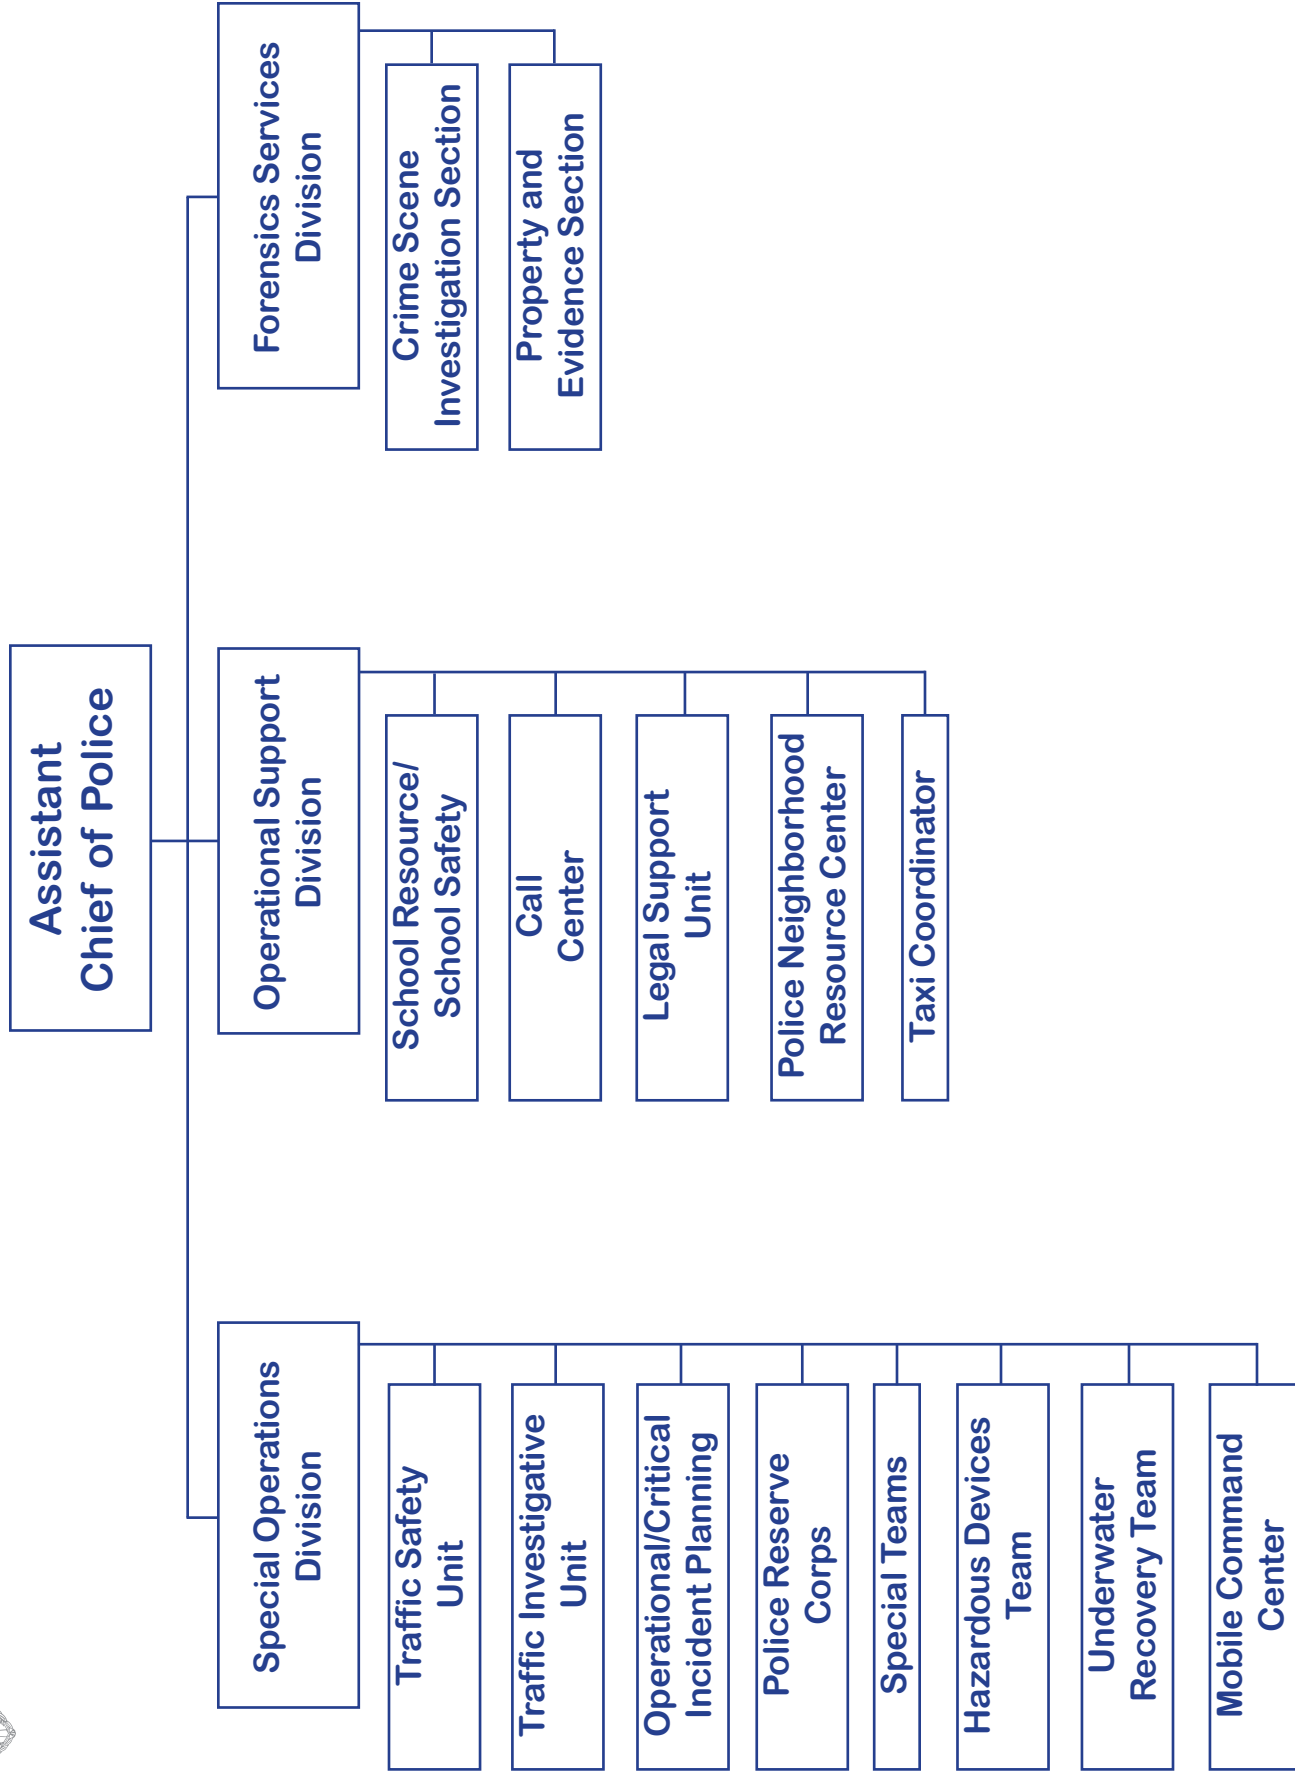 Assistant
Chief of Police
Special Operations
Division
Traffic Safety
Unit
Traffic Investigative
Unit
Operational/Critical
Incident Planning
Police Reserve
Corps
Special Teams
Hazardous Devices
Team
Underwater
Recovery Team
Mobile Command
Center
Operational Support
Division
School Resource/
School Safety
Call
Center
Legal Support
Unit
Police Neighborhood
Resource Center
Taxi Coordinator
Forensics Services
Division
Crime Scene
Investigation Section
Property and
Evidence Section